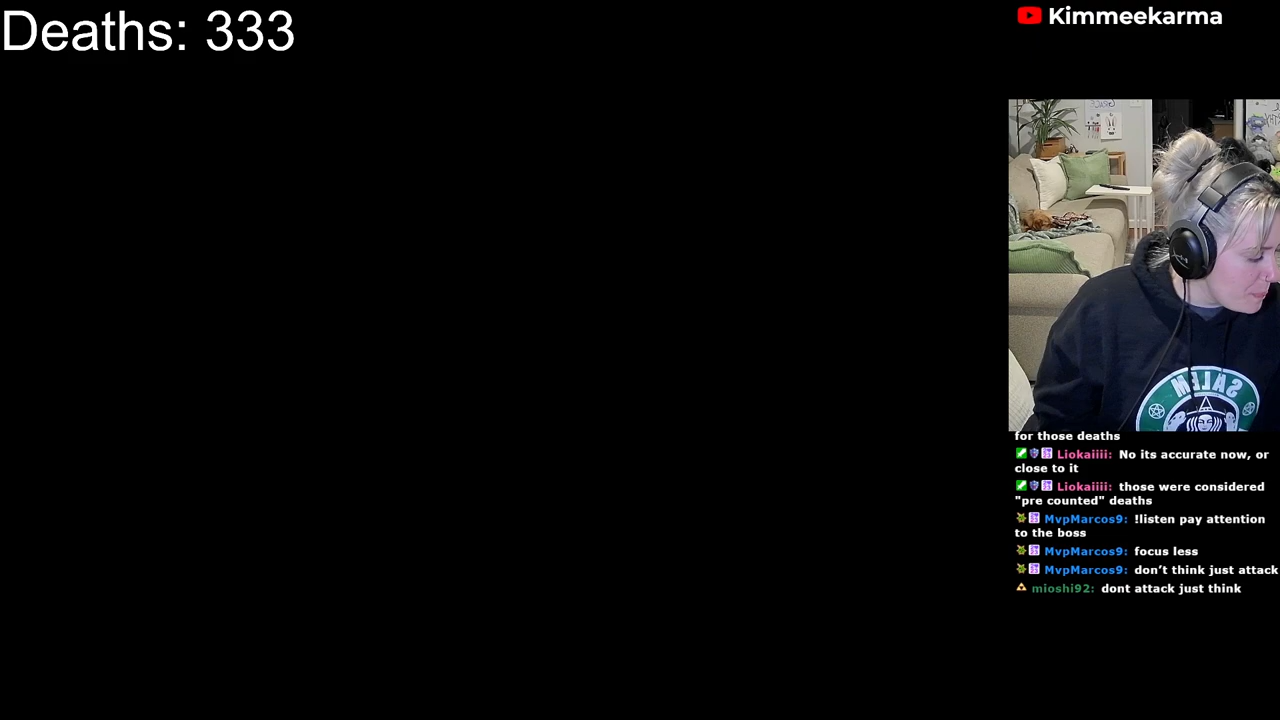 Deaths: 333
Kimmeekarma
for those deaths
Liokaiiii: No its accurate now, or
close to it
Liokaiiii: those were considered
"pre counted" deaths
MvpMarcos9: !listen pay attention
to the boss
MvpMarcos9: focus less
MvpMarcos9: don’t think just attack
mioshi92: dont attack just think
SALEM